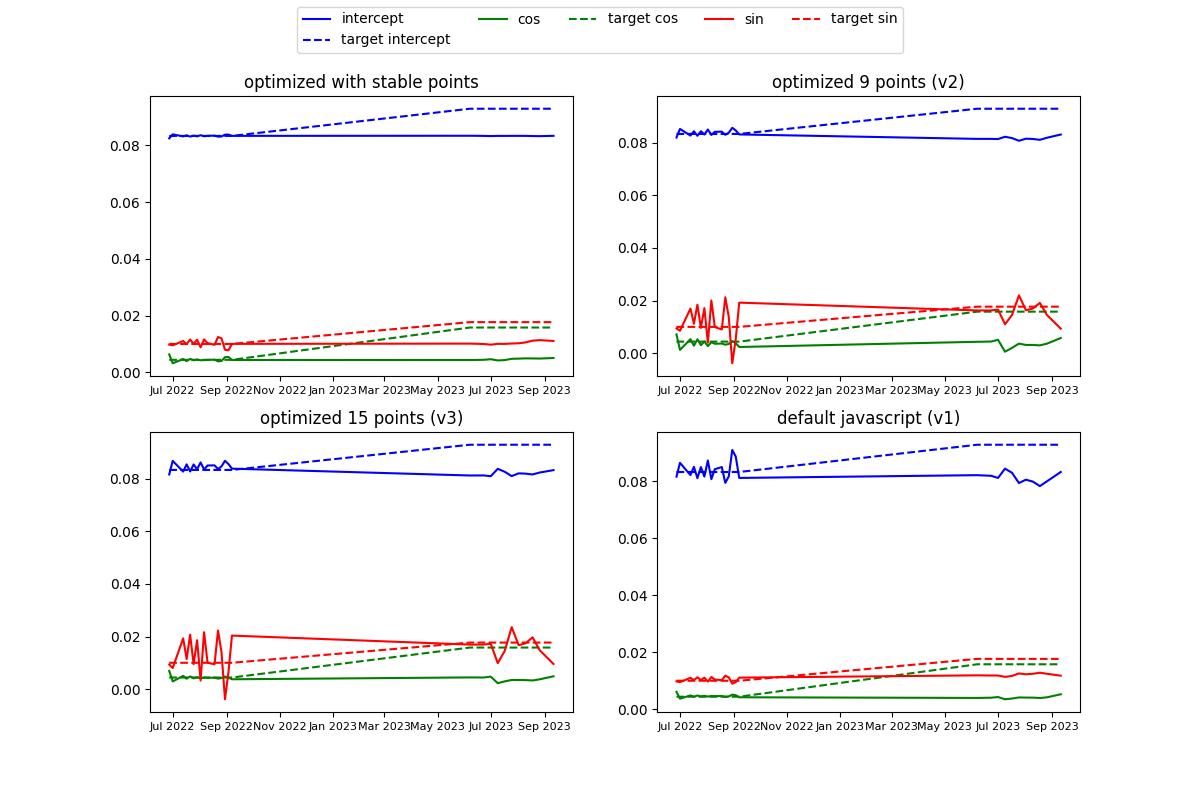 intercept cos target cos sin target sin
target intercept
optimized with stable points
0.08
0.06
0.04
0.02
0.00
Jul 2022 Sep 2022 Nov 2022 Jan 2023 Mar 2023 May 2023 Jul 2023 Sep 2023
optimized 9 points (v2)
0.08
0.06
0.04
0.02
0.00
Jul 2022 Sep 2022 Nov 2022 Jan 2023 Mar 2023 May 2023 Jul 2023 Sep 2023
optimized 15 points (v3)
0.08
0.06
0.04
0.02
0.00
Jul 2022 Sep 2022 Nov 2022 Jan 2023 Mar 2023 May 2023 Jul 2023 Sep 2023
default javascript (v1)
0.08
0.06
0.04
0.02
0.00
Jul 2022 Sep 2022 Nov 2022 Jan 2023 Mar 2023 May 2023 Jul 2023 Sep 2023